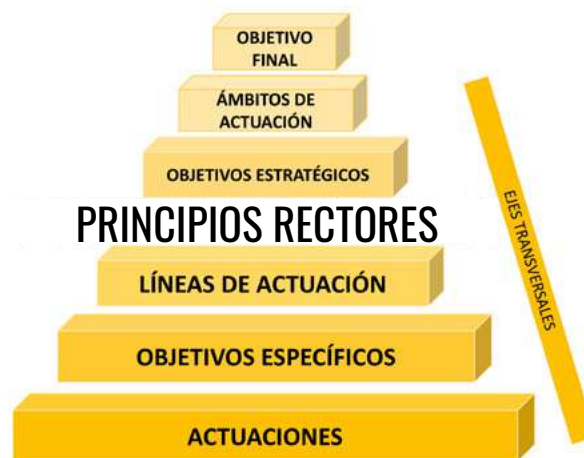 OBJETIVO
FINAL
ÁMBITOS DE
ACTUACIÓN
OBJETIVOS ESTRATÉGICOS
PRINCIPIOS RECTORES
LÍNEAS DE ACTUACIÓN
OBJETIVOS ESPECÍFICOS
ACTUACIONES
EJES TRANSVERSALES